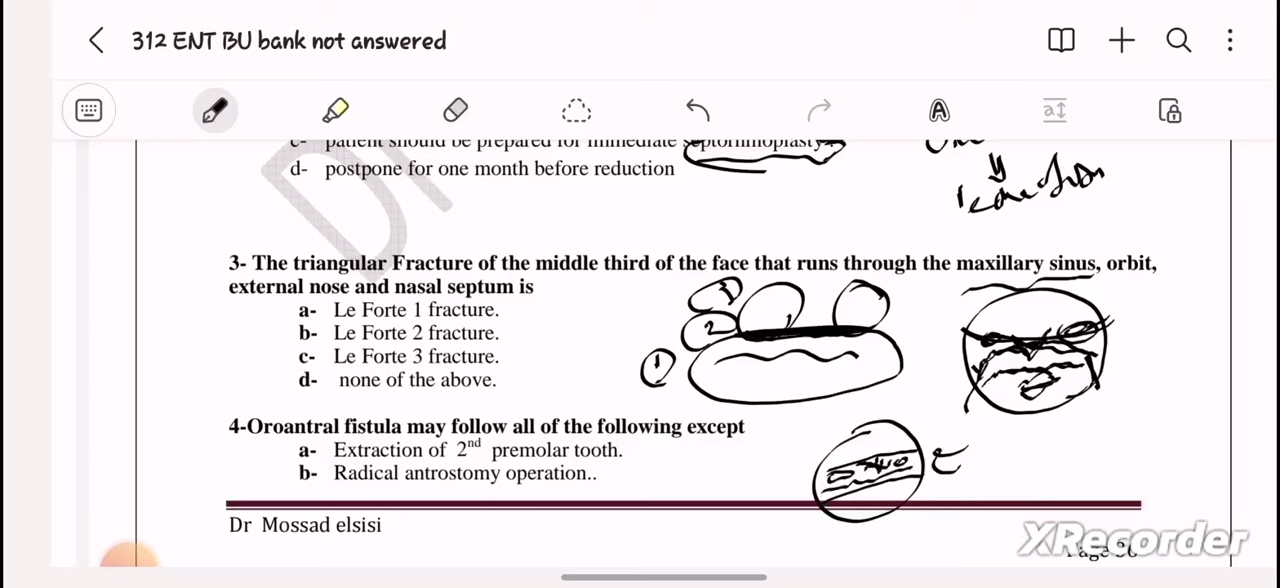 312 ENT BU bank not answered
c- patient should be prepared for immediate septorhinoplasty.
d- postpone for one month before reduction
3- The triangular Fracture of the middle third of the face that runs through the maxillary sinus, orbit,
external nose and nasal septum is
a- Le Forte 1 fracture.
b- Le Forte 2 fracture.
c- Le Forte 3 fracture.
d- none of the above.
3
2
1
4-Oroantral fistula may follow all of the following except
a- Extraction of 2nd premolar tooth.
b- Radical antrostomy operation..
Dr Mossad elsisi
XRecorder